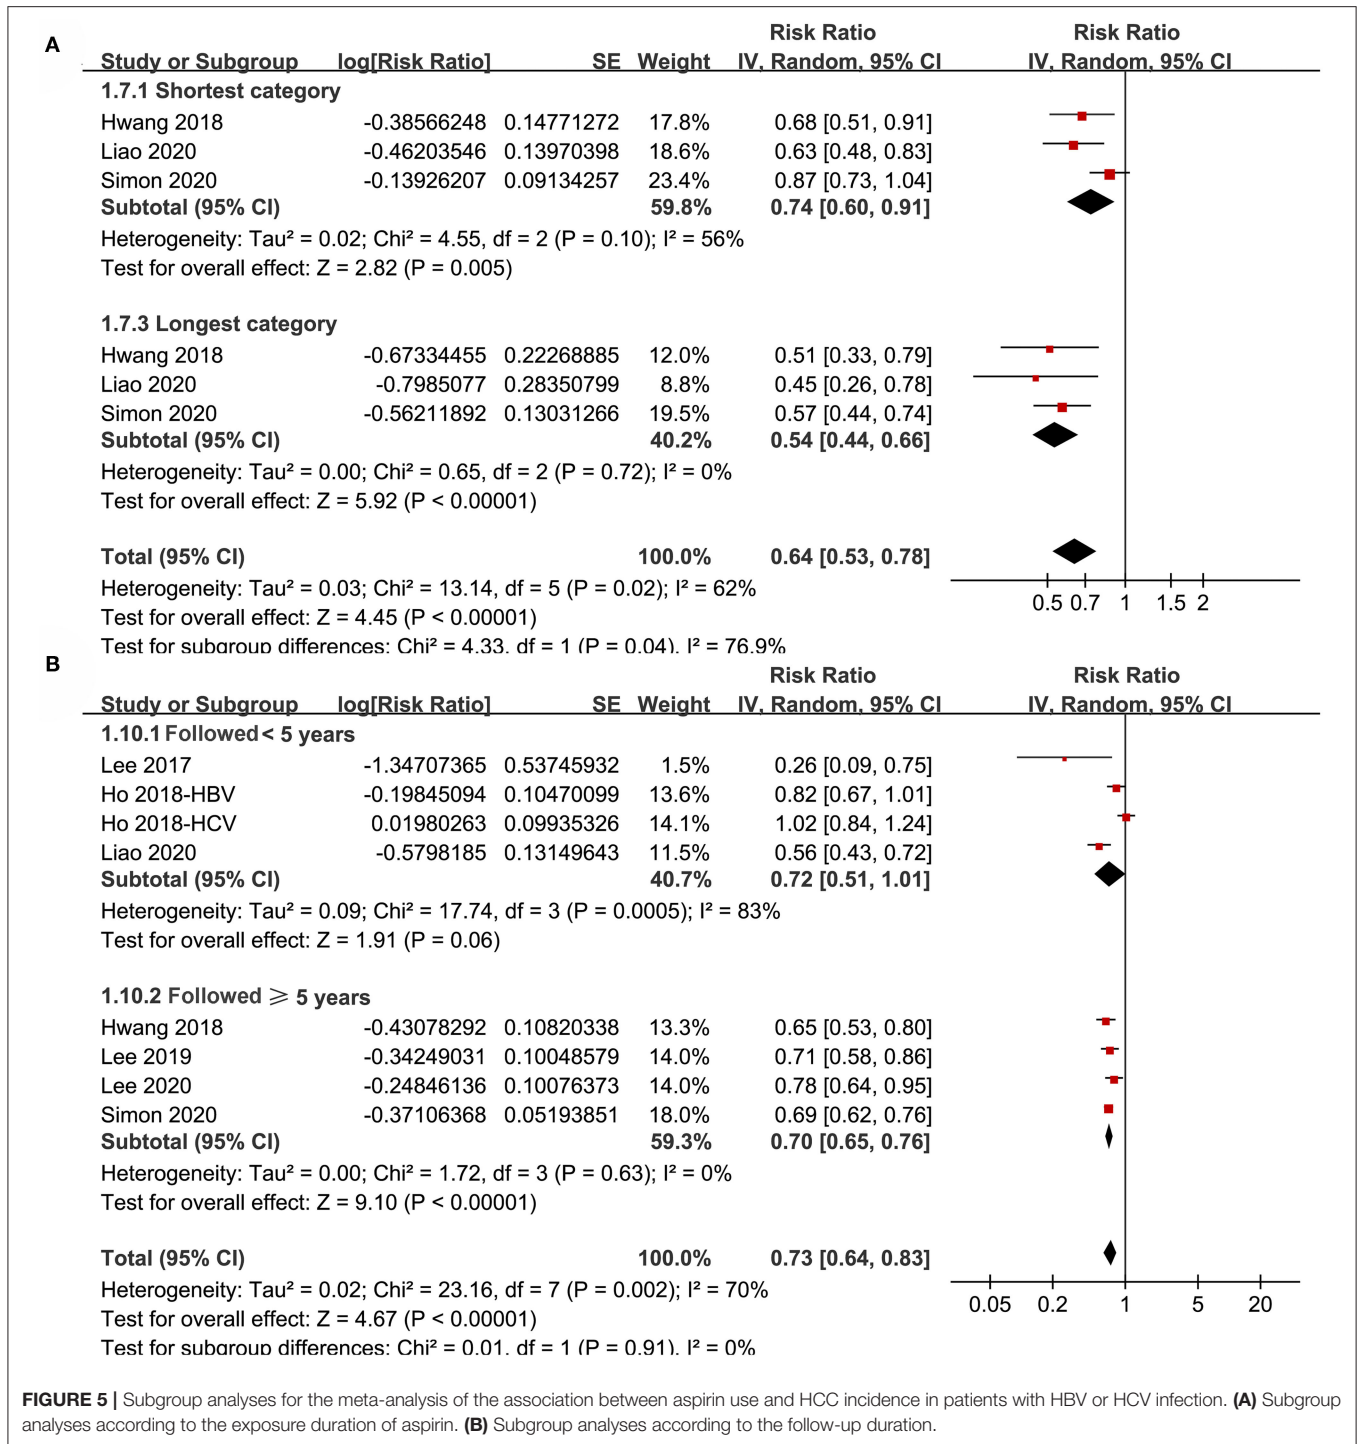 A
Risk Ratio Risk Ratio
Study or Subgroup log[Risk Ratio] SE Weight IV, Random, 95% CI IV, Random, 95% CI
1.7.1 Shortest category
Hwang 2018 -0.38566248 0.14771272 17.8% 0.68 [0.51, 0.91]
Liao 2020 -0.46203546 0.13970398 18.6% 0.63 [0.48, 0.83]
Simon 2020 -0.13926207 0.09134257 23.4% 0.87 [0.73, 1.04]
Subtotal (95% CI) 59.8% 0.74 [0.60, 0.91]
Heterogeneity: Tau² = 0.02; Chi² = 4.55, df = 2 (P = 0.10); I² = 56%
Test for overall effect: Z = 2.82 (P = 0.005)
1.7.3 Longest category
Hwang 2018 -0.67334455 0.22268885 12.0% 0.51 [0.33, 0.79]
Liao 2020 -0.7985077 0.28350799 8.8% 0.45 [0.26, 0.78]
Simon 2020 -0.56211892 0.13031266 19.5% 0.57 [0.44, 0.74]
Subtotal (95% CI) 40.2% 0.54 [0.44, 0.66]
Heterogeneity: Tau² = 0.00; Chi² = 0.65, df = 2 (P = 0.72); I² = 0%
Test for overall effect: Z = 5.92 (P < 0.00001)
Total (95% CI) 100.0% 0.64 [0.53, 0.78]
Heterogeneity: Tau² = 0.03; Chi² = 13.14, df = 5 (P = 0.02); I² = 62%
0.5 0.7 1 1.5 2
Test for overall effect: Z = 4.45 (P < 0.00001)
Test for subgroup differences: Chi² = 4.33, df = 1 (P = 0.04), I² = 76.9%
B
Risk Ratio Risk Ratio
Study or Subgroup log[Risk Ratio] SE Weight IV, Random, 95% CI IV, Random, 95% CI
1.10.1 Followed < 5 years
Lee 2017 -1.34707365 0.53745932 1.5% 0.26 [0.09, 0.75]
Ho 2018-HBV -0.19845094 0.10470099 13.6% 0.82 [0.67, 1.01]
Ho 2018-HCV 0.01980263 0.09935326 14.1% 1.02 [0.84, 1.24]
Liao 2020 -0.5798185 0.13149643 11.5% 0.56 [0.43, 0.72]
Subtotal (95% CI) 40.7% 0.72 [0.51, 1.01]
Heterogeneity: Tau² = 0.09; Chi² = 17.74, df = 3 (P = 0.0005); I² = 83%
Test for overall effect: Z = 1.91 (P = 0.06)
1.10.2 Followed ⩾ 5 years
Hwang 2018 -0.43078292 0.10820338 13.3% 0.65 [0.53, 0.80]
Lee 2019 -0.34249031 0.10048579 14.0% 0.71 [0.58, 0.86]
Lee 2020 -0.24846136 0.10076373 14.0% 0.78 [0.64, 0.95]
Simon 2020 -0.37106368 0.05193851 18.0% 0.69 [0.62, 0.76]
Subtotal (95% CI) 59.3% 0.70 [0.65, 0.76]
Heterogeneity: Tau² = 0.00; Chi² = 1.72, df = 3 (P = 0.63); I² = 0%
Test for overall effect: Z = 9.10 (P < 0.00001)
Total (95% CI) 100.0% 0.73 [0.64, 0.83]
Heterogeneity: Tau² = 0.02; Chi² = 23.16, df = 7 (P = 0.002); I² = 70%
0.05 0.2 1 5 20
Test for overall effect: Z = 4.67 (P < 0.00001)
Test for subgroup differences: Chi² = 0.01, df = 1 (P = 0.91), I² = 0%
FIGURE 5 | Subgroup analyses for the meta-analysis of the association between aspirin use and HCC incidence in patients with HBV or HCV infection. (A) Subgroup
analyses according to the exposure duration of aspirin. (B) Subgroup analyses according to the follow-up duration.